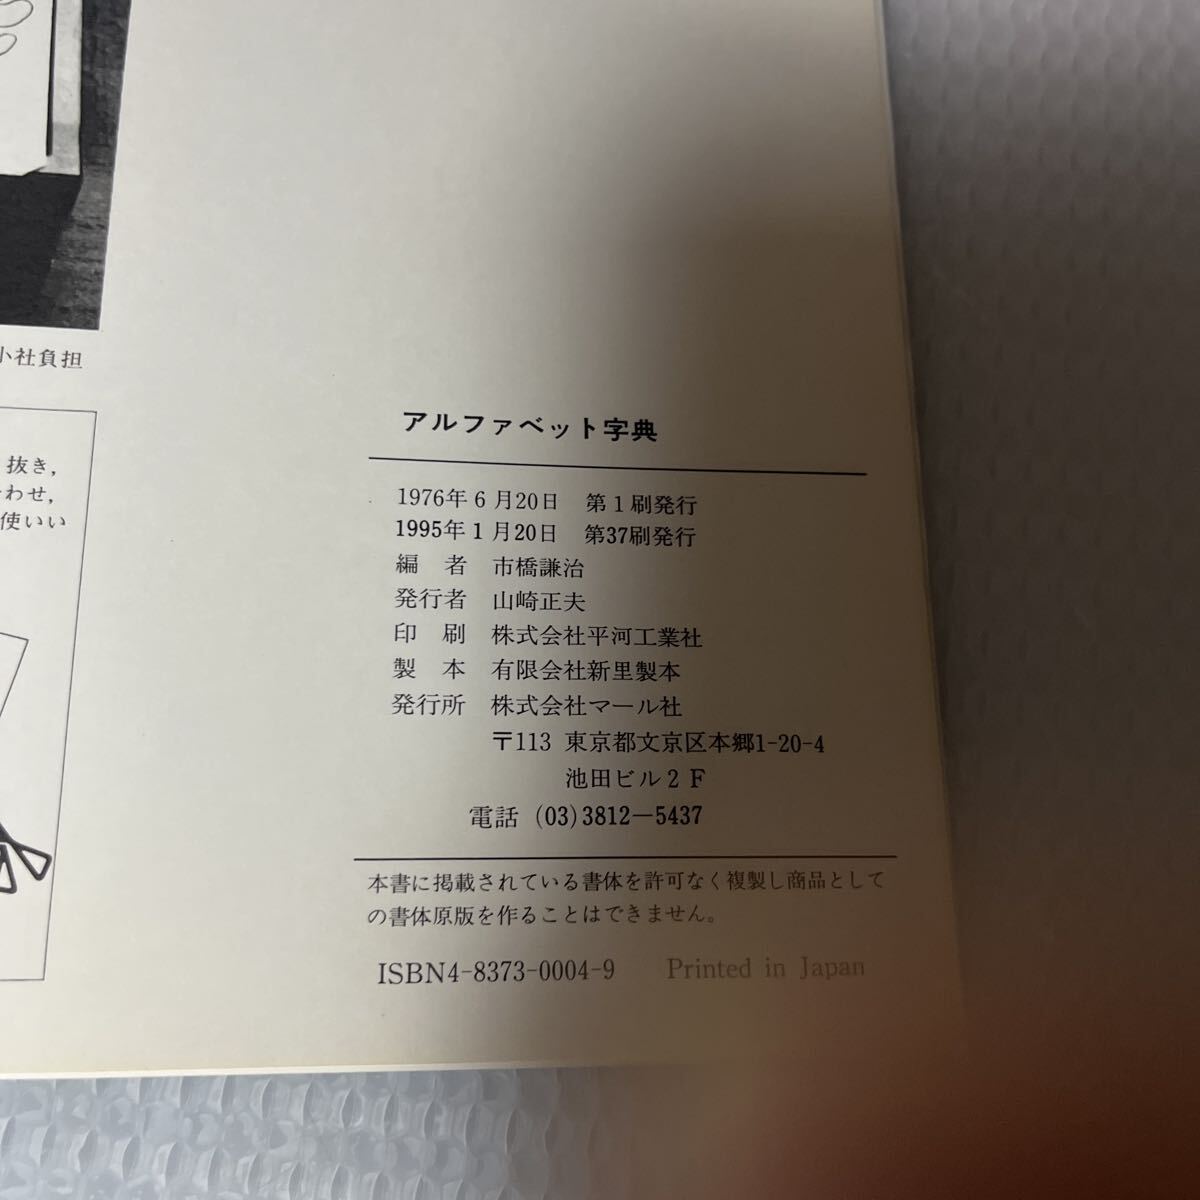 小社負担
抜き,
わせ,
使いい
アルファベット字典
1976年6月20日 第1刷発行
1995年1月20日 第37刷発行
編 者 市橋謙治
発行者 山崎正夫
印 刷 株式会社平河工業社
製 本 有限会社新里製本
発行所 株式会社マール社
〒113 東京都文京区本郷1-20-4
池田ビル2F
電話 (03)3812―5437
本書に掲載されている書体を許可なく複製し商品として
の書体原版を作ることはできません。
ISBN4-8373-0004-9 Printed in Japan